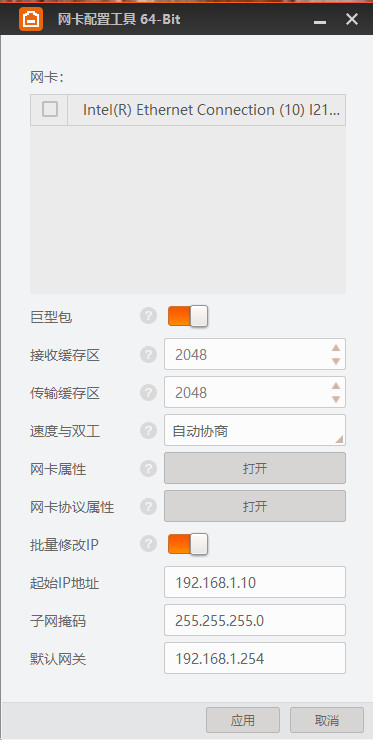 网卡配置工具 64-Bit
网卡：
Intel(R) Ethernet Connection (10) I21...
巨型包 ?
接收缓存区 ? 2048
传输缓存区 ? 2048
速度与双工 ? 自动协商
网卡属性 ? 打开
网卡协议属性 ? 打开
批量修改IP ?
起始IP地址 192.168.1.10
子网掩码 255.255.255.0
默认网关 192.168.1.254
应用 取消